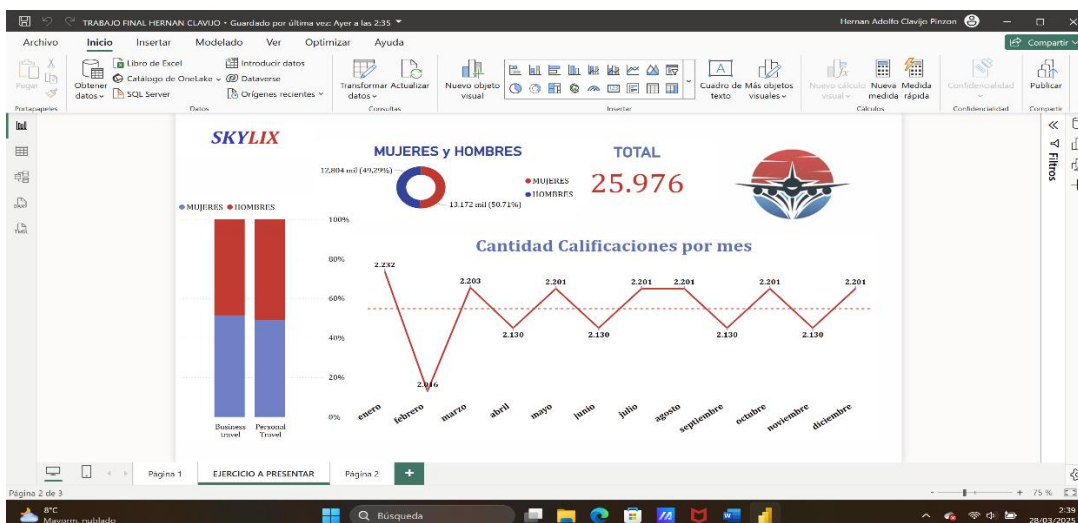 TRABAJO FINAL HERNAN CLAVIJO • Guardado por última vez: Ayer a las 2:35
Hernan Adolfo Clavijo Pinzon
Archivo Inicio Insertar Modelado Ver Optimizar Ayuda
Compartir
Pegar
Obtener datos
Libro de Excel
Catálogo de OneLake
SQL Server
Introducir datos
Dataverse
Orígenes recientes
Transformar datos
Actualizar
Nuevo objeto visual
Cuadro de texto
Más objetos visuales
Nuevo cálculo visual
Nueva medida
Medida rápida
Confidencialidad
Publicar
Portapapeles Datos Consultas Insertar Cálculos Confidencialidad Compartir
SKYLIX
MUJERES y HOMBRES
12.804 mil (49.29%)
13.172 mil (50.71%)
MUJERES
HOMBRES
TOTAL
25.976
MUJERES HOMBRES
100%
80%
60%
40%
20%
0%
Business travel
Personal Travel
Cantidad Calificaciones por mes
2.232
2.046
2.203
2.130
2.201
2.130
2.201
2.201
2.130
2.201
2.130
2.201
enero febrero marzo abril mayo junio julio agosto septiembre octubre noviembre diciembre
Filtros
Página 1 EJERCICIO A PRESENTAR Página 2
Página 2 de 3
75 %
8°C
Mayorm. nublado
Búsqueda
2:39
28/03/2025